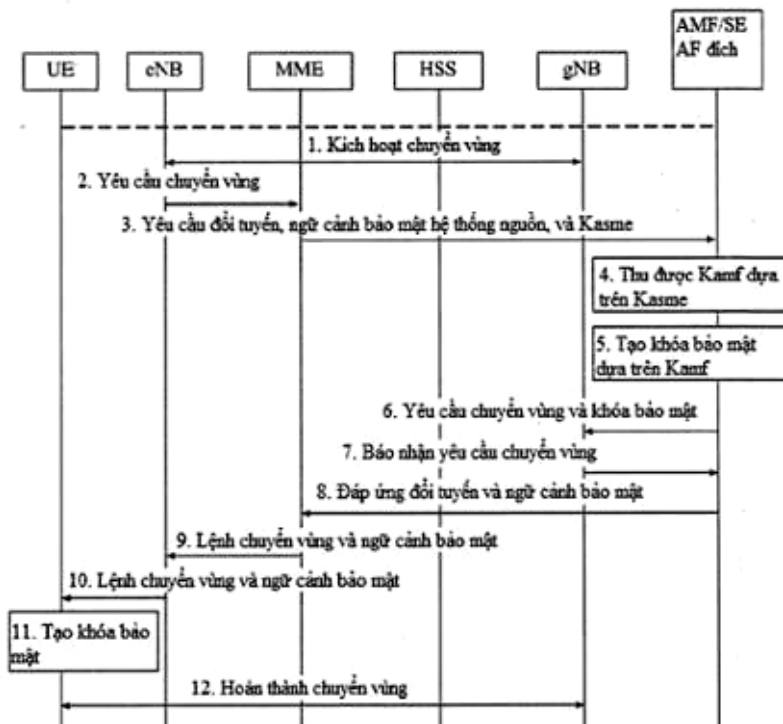 UE
eNB
MME
HSS
gNB
AMF/SE
AF đích
1. Kích hoạt chuyển vùng
2. Yêu cầu chuyển vùng
3. Yêu cầu đổi tuyến, ngữ cảnh bảo mật hệ thống nguồn, và Kasme
4. Thu được Kamf dựa
trên Kasme
5. Tạo khóa bảo mật
dựa trên Kamf
6. Yêu cầu chuyển vùng và khóa bảo mật
7. Báo nhận yêu cầu chuyển vùng
8. Đáp ứng đổi tuyến và ngữ cảnh bảo mật
9. Lệnh chuyển vùng và ngữ cảnh bảo mật
10. Lệnh chuyển vùng và ngữ cảnh bảo mật
11. Tạo khóa bảo
mật
12. Hoàn thành chuyển vùng